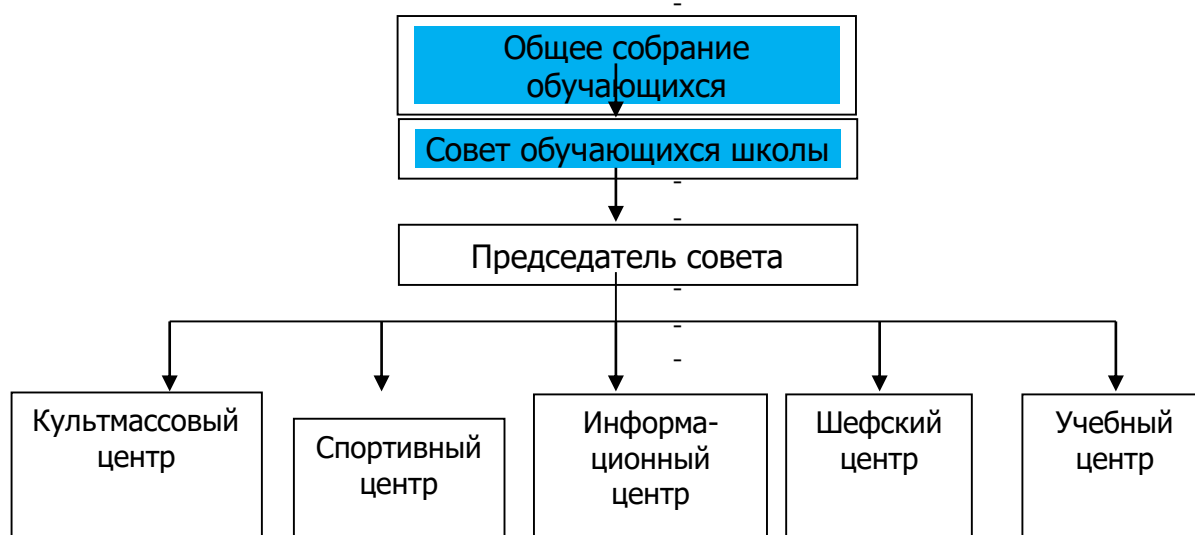 -
Общее собрание
обучающихся
Совет обучающихся школы
-
-
Председатель совета
-
-
-
Культмассовый
центр
Спортивный
центр
Информа-
ционный
центр
Шефский
центр
Учебный
центр